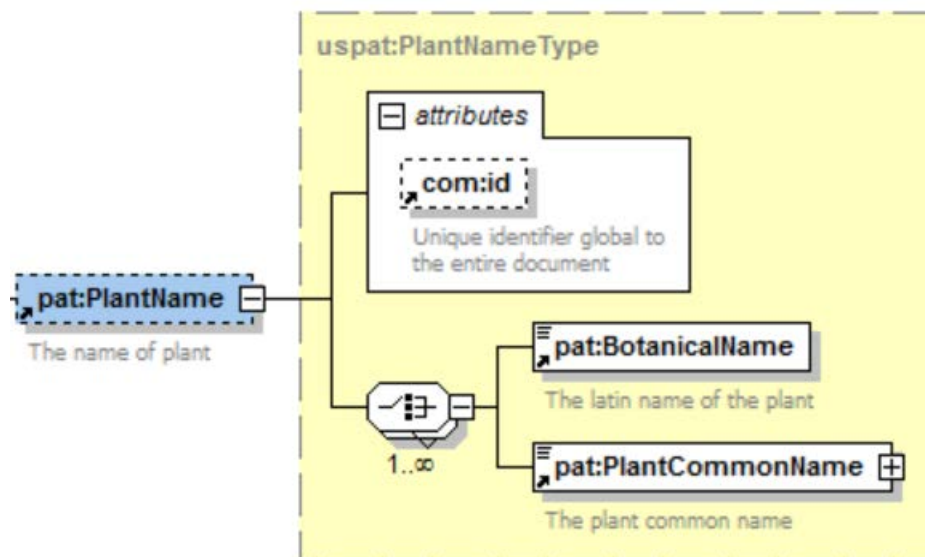 uspat:PlantNameType
attributes
com:id
Unique identifier global to
the entire document
pat:PlantName
The name of plant
pat:BotanicalName
The latin name of the plant
1..∞
pat:PlantCommonName
The plant common name